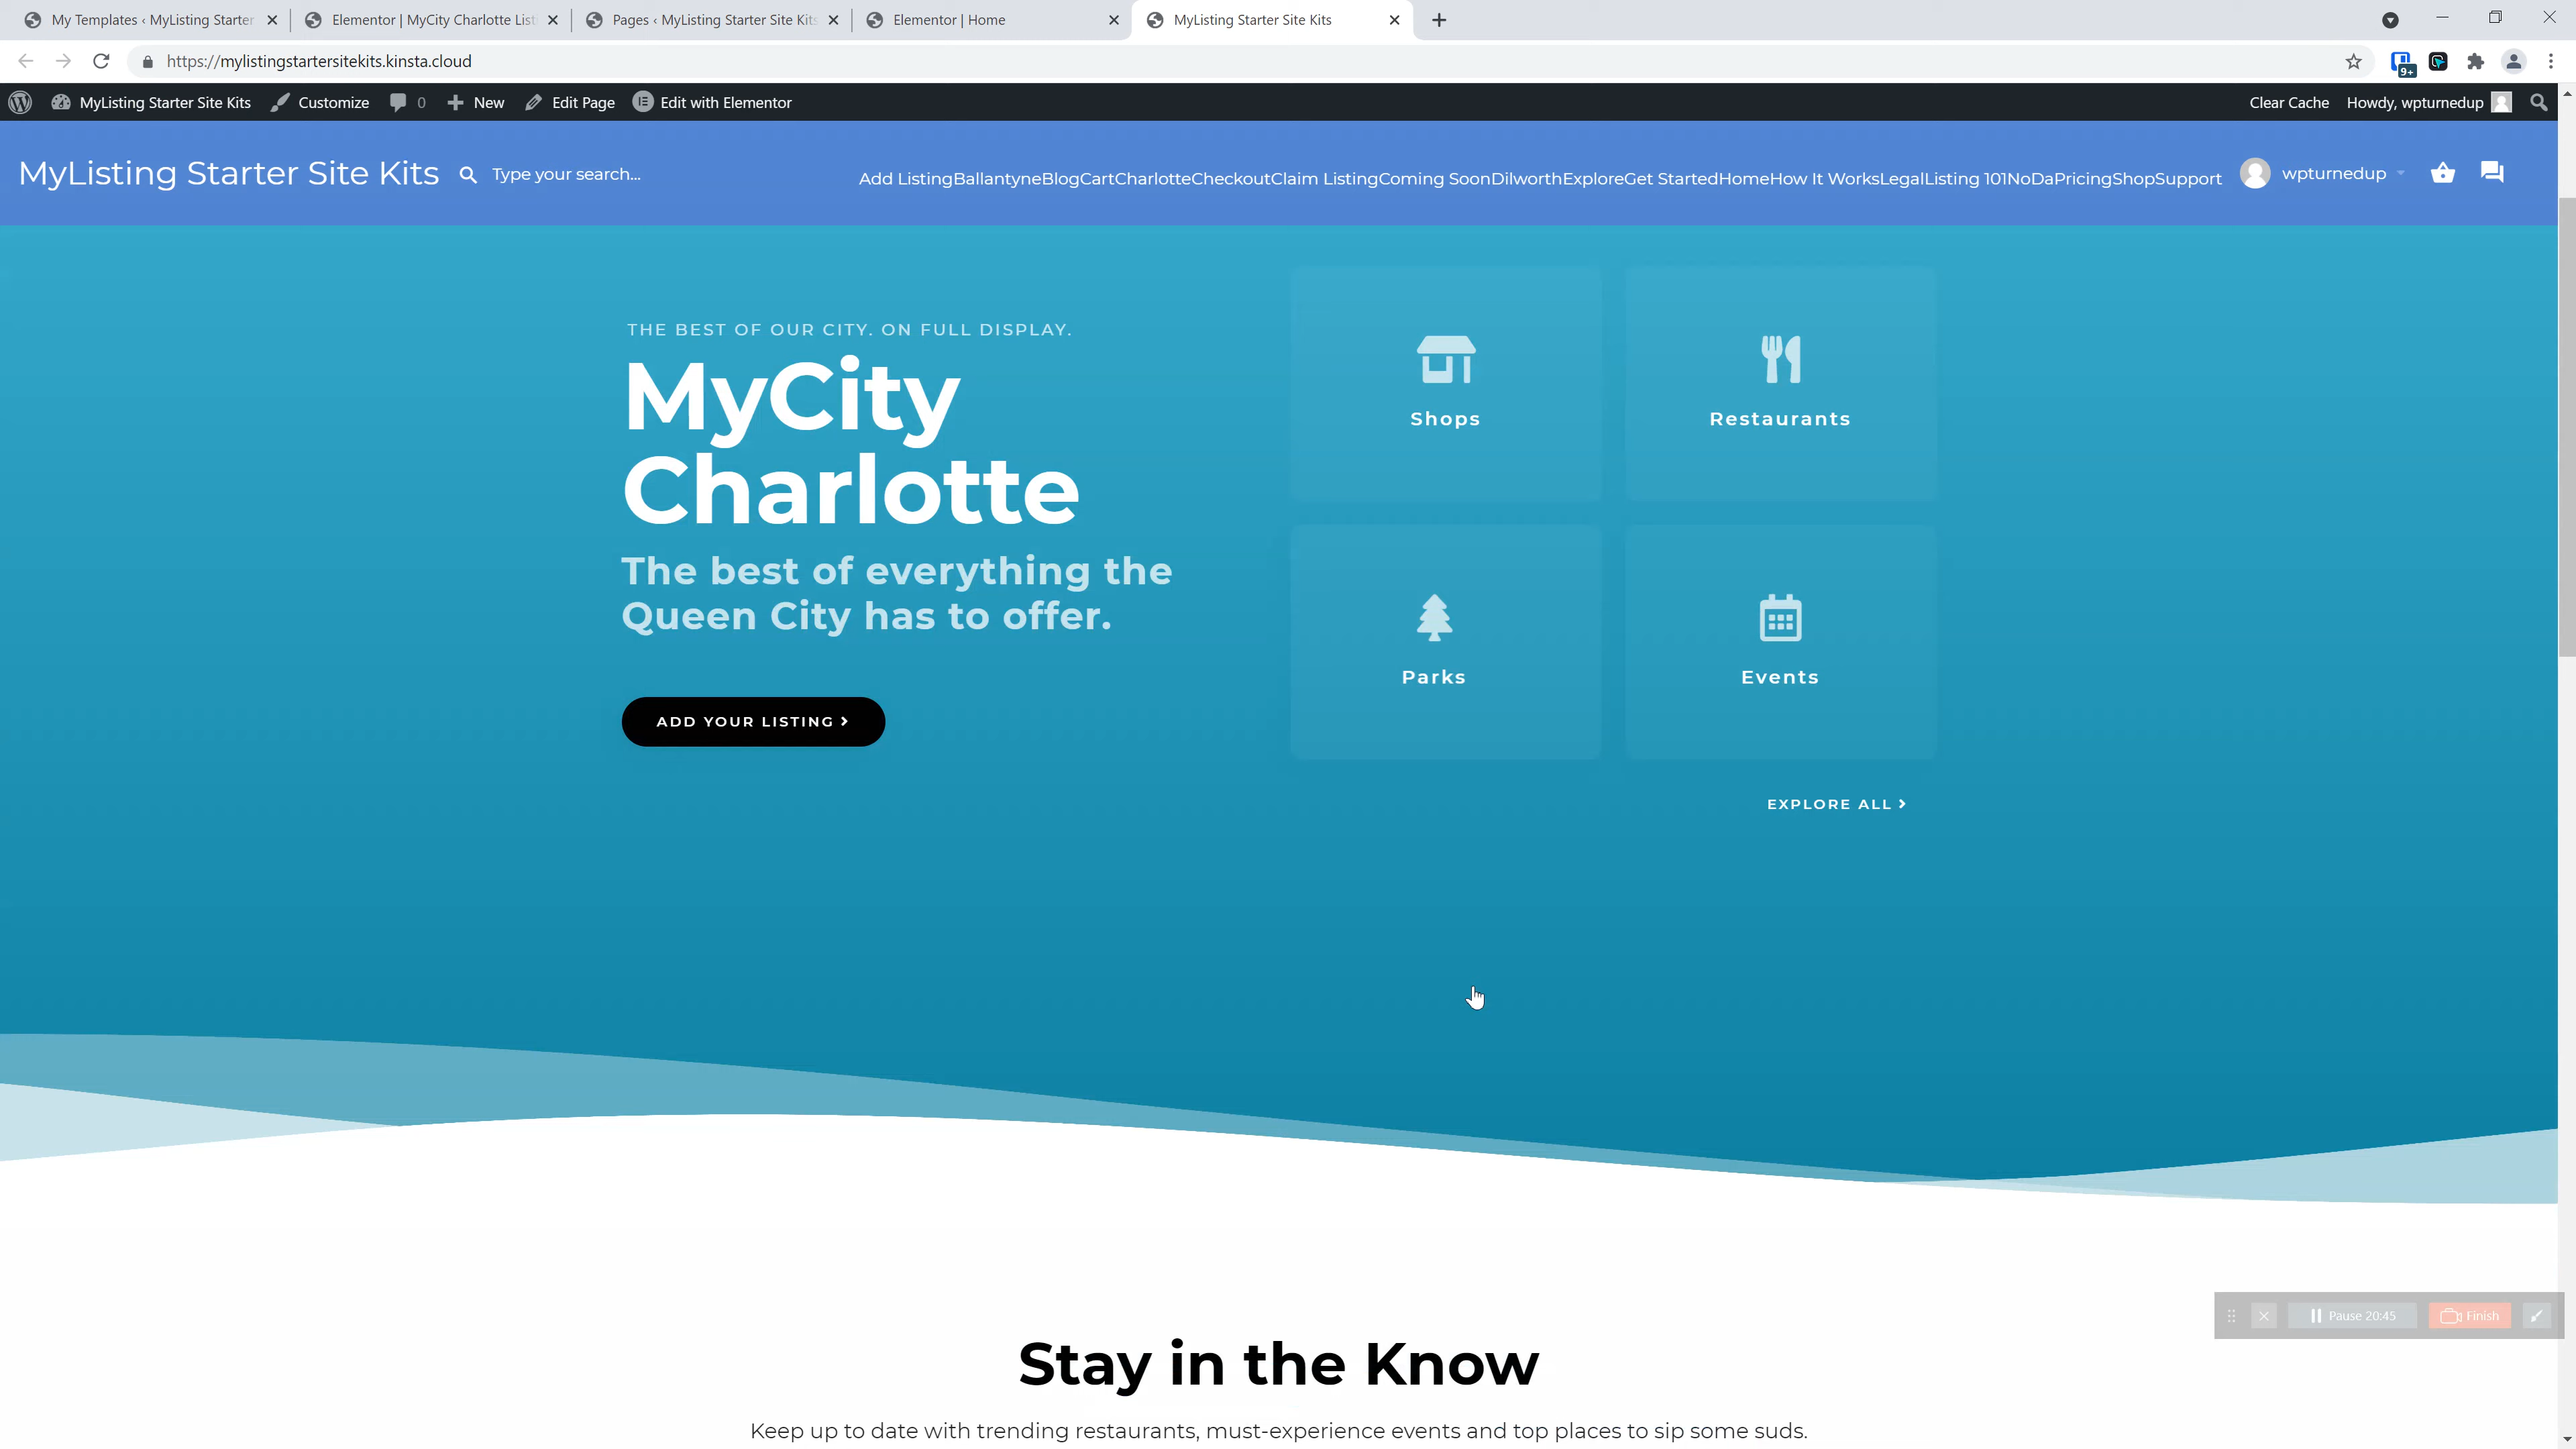 My Templates ‹ MyListing Starter
Elementor | MyCity Charlotte List
Pages ‹ MyListing Starter Site Kits
Elementor | Home
MyListing Starter Site Kits
https://mylistingstartersitekits.kinsta.cloud
9+
MyListing Starter Site Kits
Customize
0
New
Edit Page
Edit with Elementor
Clear Cache
Howdy, wpturnedup
MyListing Starter Site Kits
Type your search...
Add ListingBallantyneBlogCartCharlotteCheckoutClaim ListingComing SoonDilworthExploreGet StartedHomeHow It WorksLegalListing 101NoDaPricingShopSupport
wpturnedup
THE BEST OF OUR CITY. ON FULL DISPLAY.
MyCity
Charlotte
The best of everything the
Queen City has to offer.
ADD YOUR LISTING
Shops
Restaurants
Parks
Events
EXPLORE ALL
Pause 20:45
Finish
Stay in the Know
Keep up to date with trending restaurants, must-experience events and top places to sip some suds.